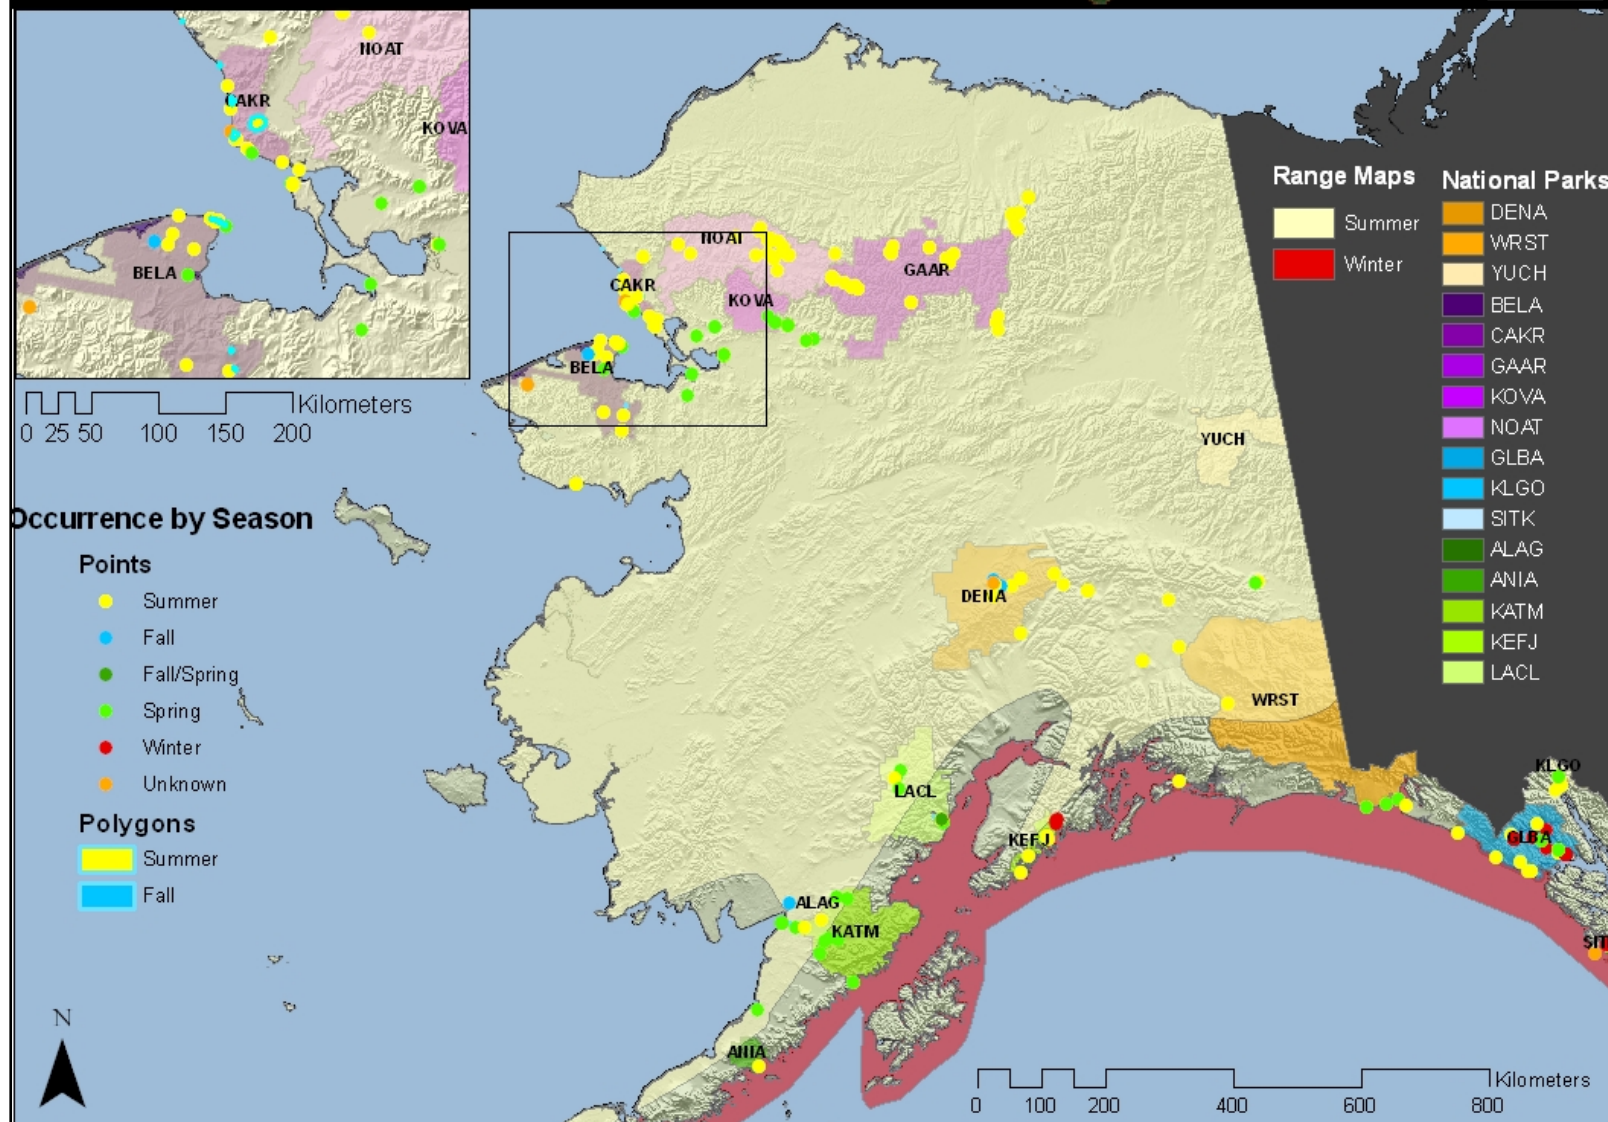 NOAT
CAKR
KOVA
BELA
Kilometers
0 25 50 100 150 200
Occurrence by Season
Points
Summer
Fall
Fall/Spring
Spring
Winter
Unknown
Polygons
Summer
Fall
N
NOAT
GAAR
CAKR
KOVA
BELA
YUCH
DENA
WRST
LACL
KEFJ
KLGO
GLBA
SIT
ALAG
KATM
ANIA
Range Maps
Summer
Winter
National Parks
DENA
WRST
YUCH
BELA
CAKR
GAAR
KOVA
NOAT
GLBA
KLGO
SITK
ALAG
ANIA
KATM
KEFJ
LACL
Kilometers
0 100 200 400 600 800